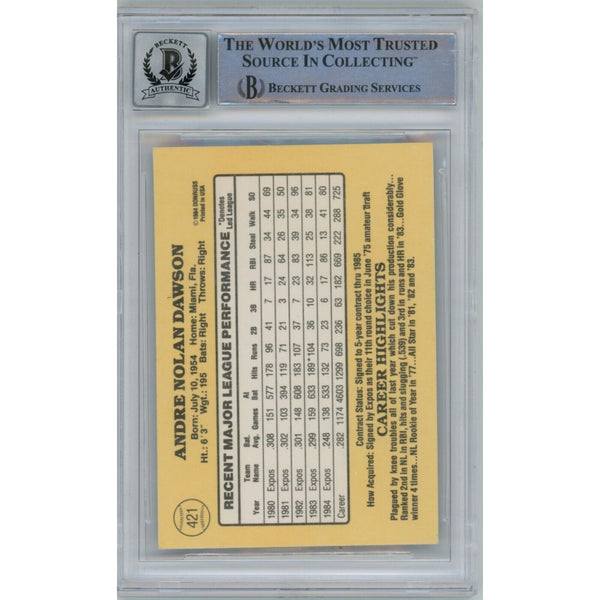 BECKETT
B
AUTHENTIC
THE WORLD'S MOST TRUSTED
SOURCE IN COLLECTING™
B BECKETT GRADING SERVICES
421
ANDRE NOLAN DAWSON
Born: July 10, 1954 Home: Miami, Fla.
Ht.: 6'3" Wgt.: 195 Bats: Right Throws: Right
© 1984 DONRUSS
Printed in USA
RECENT MAJOR LEAGUE PERFORMANCE *Denotes Led League
Year Team Name Bat. Avg. Games At Bat Hits Runs 2B 3B HR RBI Steal Walk SO
1980 Expos .308 151 577 178 96 41 7 17 87 34 44 69
1981 Expos .302 103 394 119 71 21 3 24 64 26 35 50
1982 Expos .301 148 608 183 107 37 7 23 83 39 34 96
1983 Expos .299 159 633 189* 104 36 10 32 113 25 38 81
1984 Expos .248 138 533 132 73 23 6 17 86 13 41 80
Career .282 1174 4603 1299 698 236 63 182 669 222 288 725
Contract Status: Signed to 5-year contract thru 1985
How Acquired: Signed by Expos as their 11th round choice in June '75 amateur draft
CAREER HIGHLIGHTS
Plagued by knee troubles all of last year which cut down his production considerably...
Ranked 2nd in NL in RBI, hits and slugging (.539) and 3rd in runs and HR in '83...Gold Glove
winner 4 times...NL Rookie of Year in '77...All Star in '81, '82 and '83.